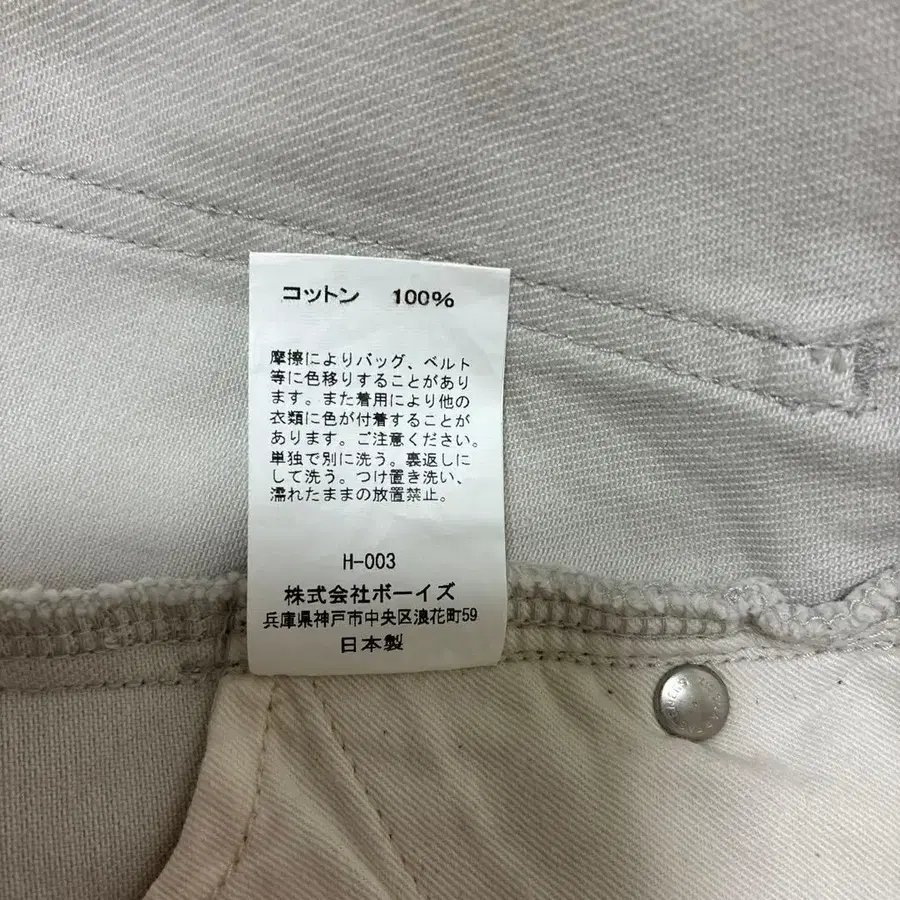 コットン 100%
摩擦によりバッグ、ベルト
等に色移りすることがあり
ます。また着用により他の
衣類に色が付着することが
あります。ご注意ください。
単独で別に洗う。裏返しに
して洗う。つけ置き洗い、
濡れたままの放置禁止。
H-003
株式会社ボーイズ
兵庫県神戸市中央区浪花町59
日本製